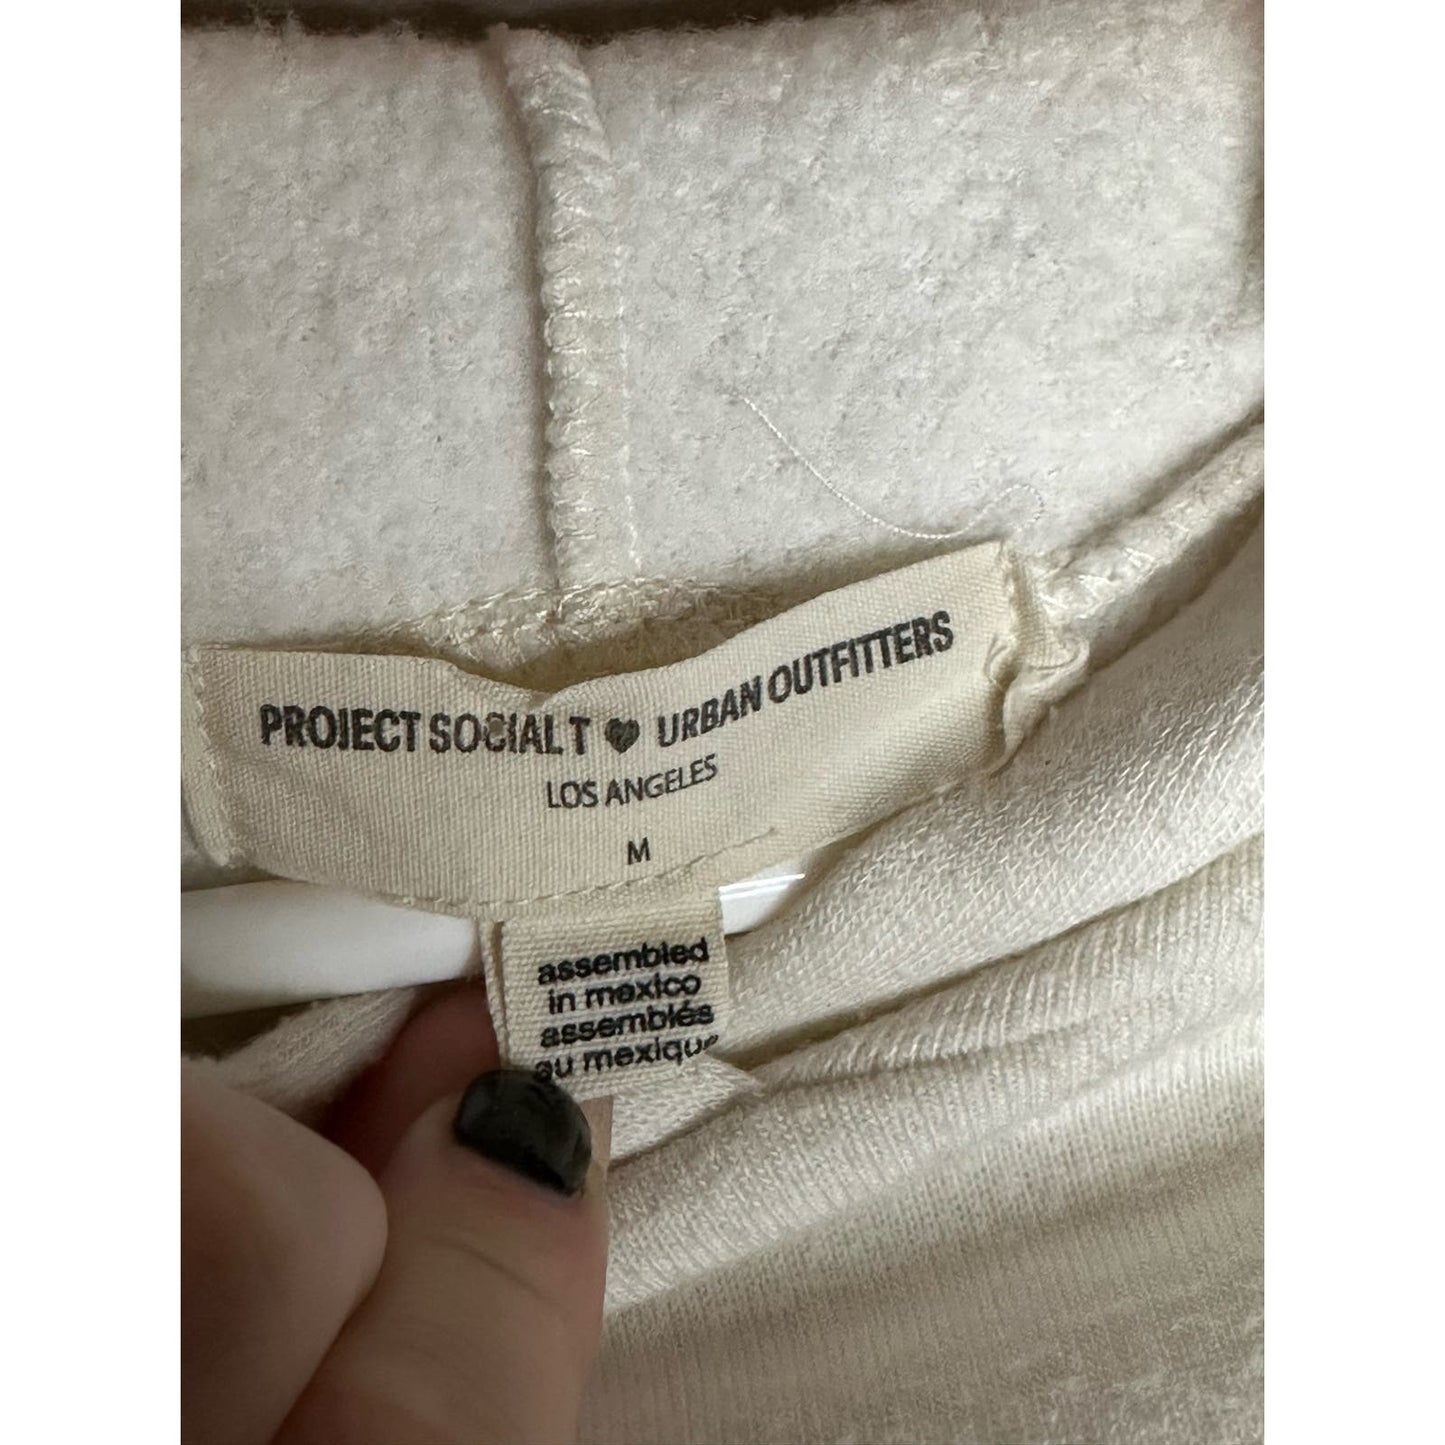 PROJECT SOCIAL T ♥ URBAN OUTFITTERS
LOS ANGELES
M
assembled
in mexico
assemblés
au mexique